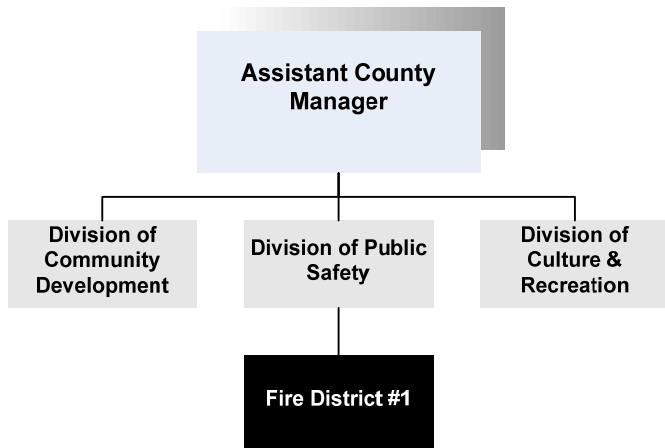 Assistant County
Manager
Division of
Community
Development
Division of Public
Safety
Division of
Culture &
Recreation
Fire District #1